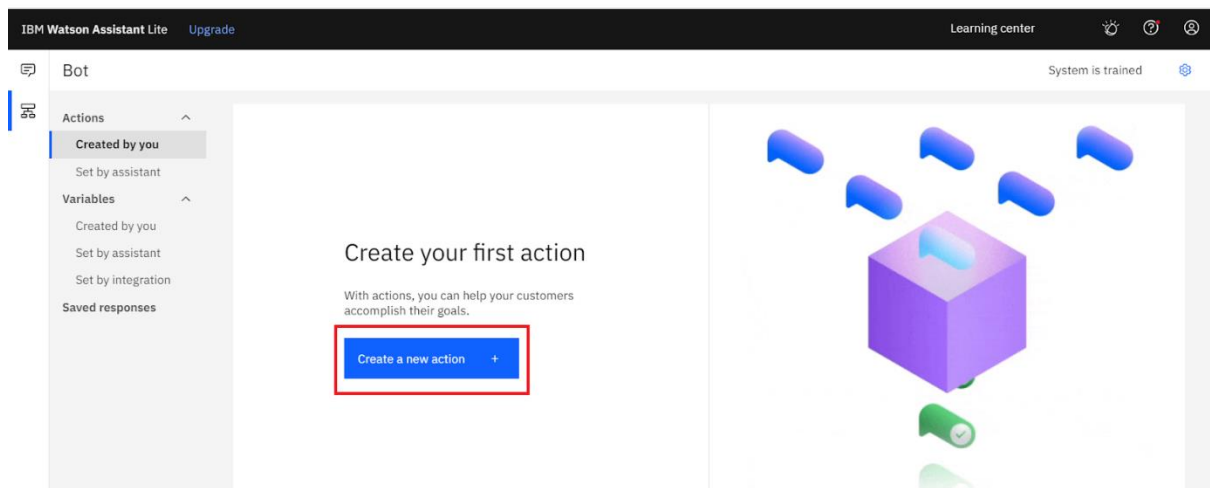 IBM Watson Assistant Lite Upgrade Learning center
Bot System is trained
Actions
Created by you
Set by assistant
Variables
Created by you
Set by assistant
Set by integration
Saved responses
Create your first action
With actions, you can help your customers
accomplish their goals.
Create a new action +